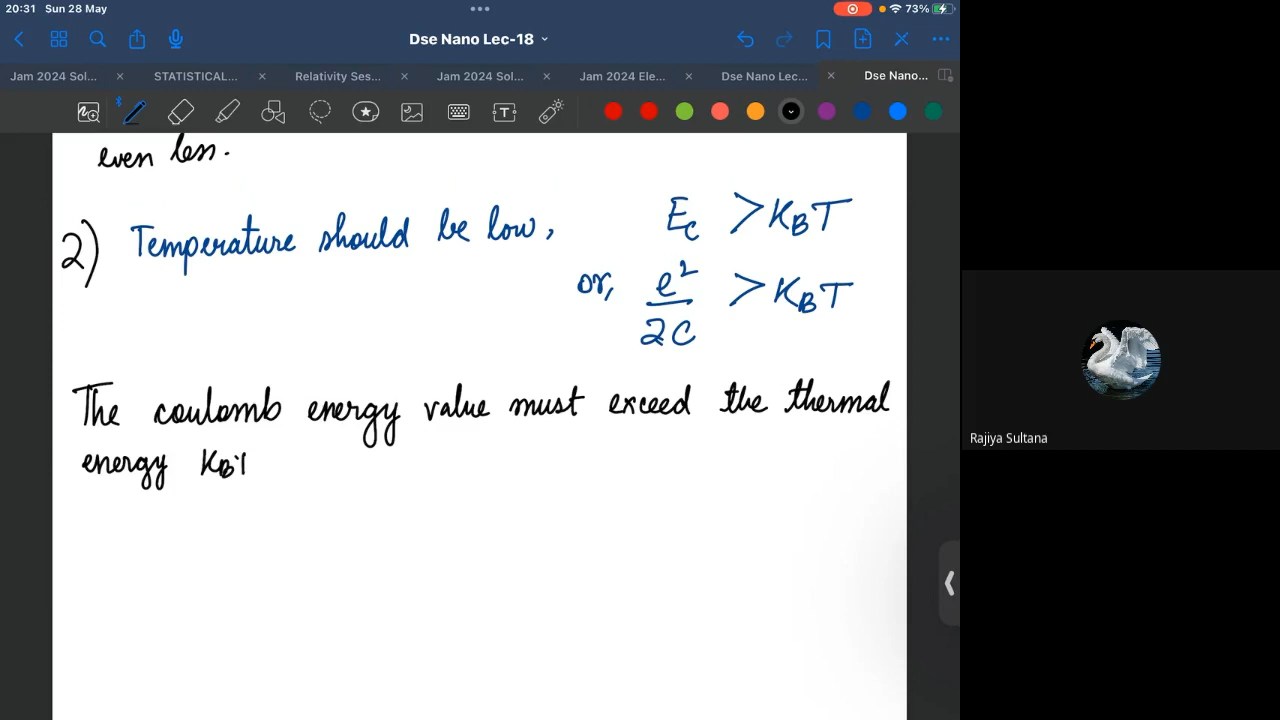 20:31 Sun 28 May
73%
Dse Nano Lec-18
Jam 2024 Sol...
STATISTICAL...
Relativity Ses...
Jam 2024 Sol...
Jam 2024 Ele...
Dse Nano Lec...
Dse Nano...
even less.
2) Temperature should be low, E_C > K_B T
or, e²/2C > K_B T
The coulomb energy value must exceed the thermal
energy K_B
Rajiya Sultana